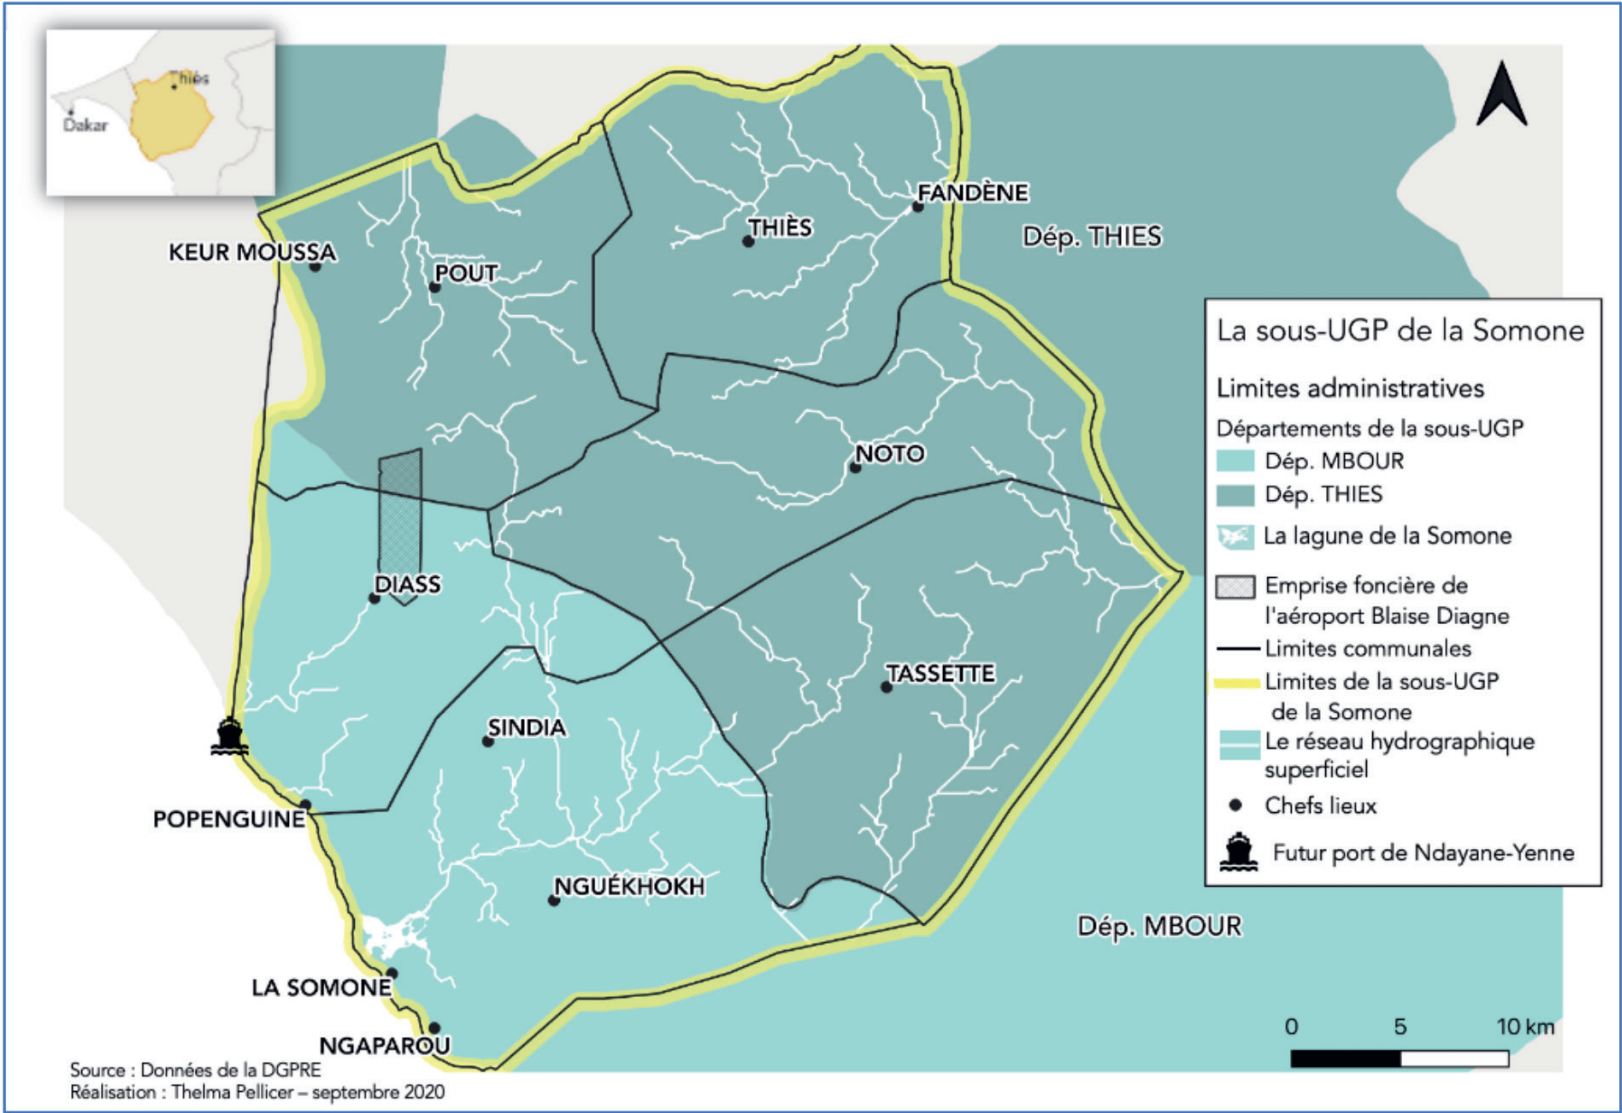 Thiès
Dakar
FANDÈNE
THIÈS
Dép. THIES
KEUR MOUSSA
POUT
NOTO
DIASS
TASSETTE
SINDIA
POPENGUINE
NGUÉKHOKH
Dép. MBOUR
LA SOMONE
NGAPAROU
La sous-UGP de la Somone
Limites administratives
Départements de la sous-UGP
Dép. MBOUR
Dép. THIES
La lagune de la Somone
Emprise foncière de
l'aéroport Blaise Diagne
Limites communales
Limites de la sous-UGP
de la Somone
Le réseau hydrographique
superficiel
Chefs lieux
Futur port de Ndayane-Yenne
0 5 10 km
Source : Données de la DGPRE
Réalisation : Thelma Pellicer – septembre 2020